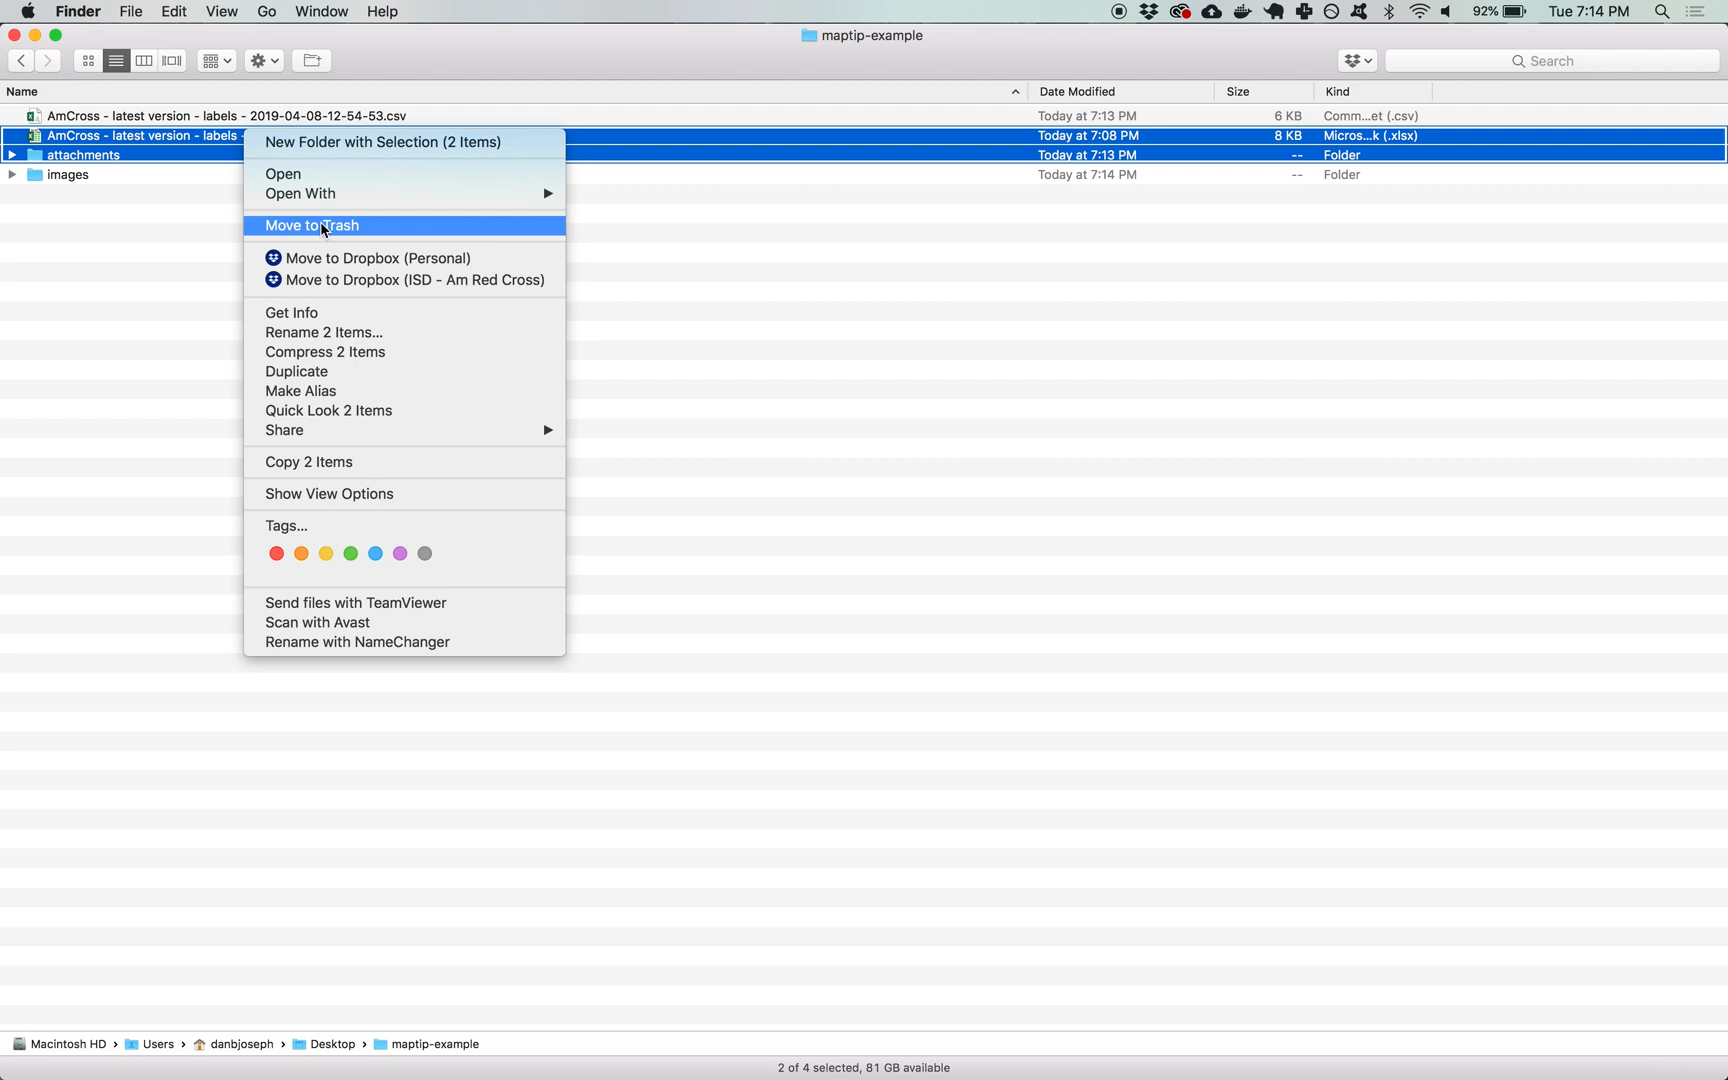 Finder File Edit View Go Window Help 92% Tue 7:14 PM
maptip-example
Search
Name Date Modified Size Kind
AmCross - latest version - labels - 2019-04-08-12-54-53.csv Today at 7:13 PM 6 KB Comm...et (.csv)
AmCross - latest version - labels - Today at 7:08 PM 8 KB Micros...k (.xlsx)
attachments Today at 7:13 PM -- Folder
images Today at 7:14 PM -- Folder
New Folder with Selection (2 Items)
Open
Open With
Move to Trash
Move to Dropbox (Personal)
Move to Dropbox (ISD - Am Red Cross)
Get Info
Rename 2 Items...
Compress 2 Items
Duplicate
Make Alias
Quick Look 2 Items
Share
Copy 2 Items
Show View Options
Tags...
Send files with TeamViewer
Scan with Avast
Rename with NameChanger
Macintosh HD › Users › danbjoseph › Desktop › maptip-example
2 of 4 selected, 81 GB available